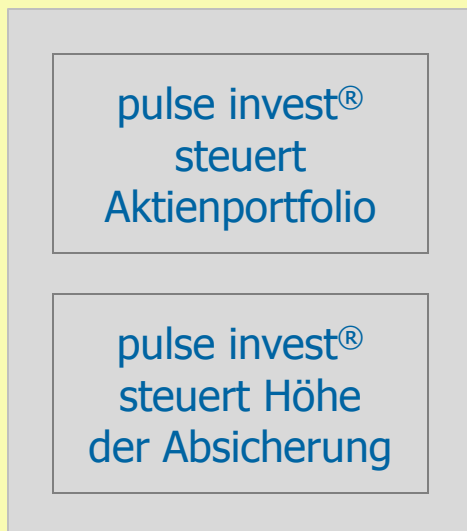 pulse invest®
steuert
Aktienportfolio
pulse invest®
steuert Höhe
der Absicherung